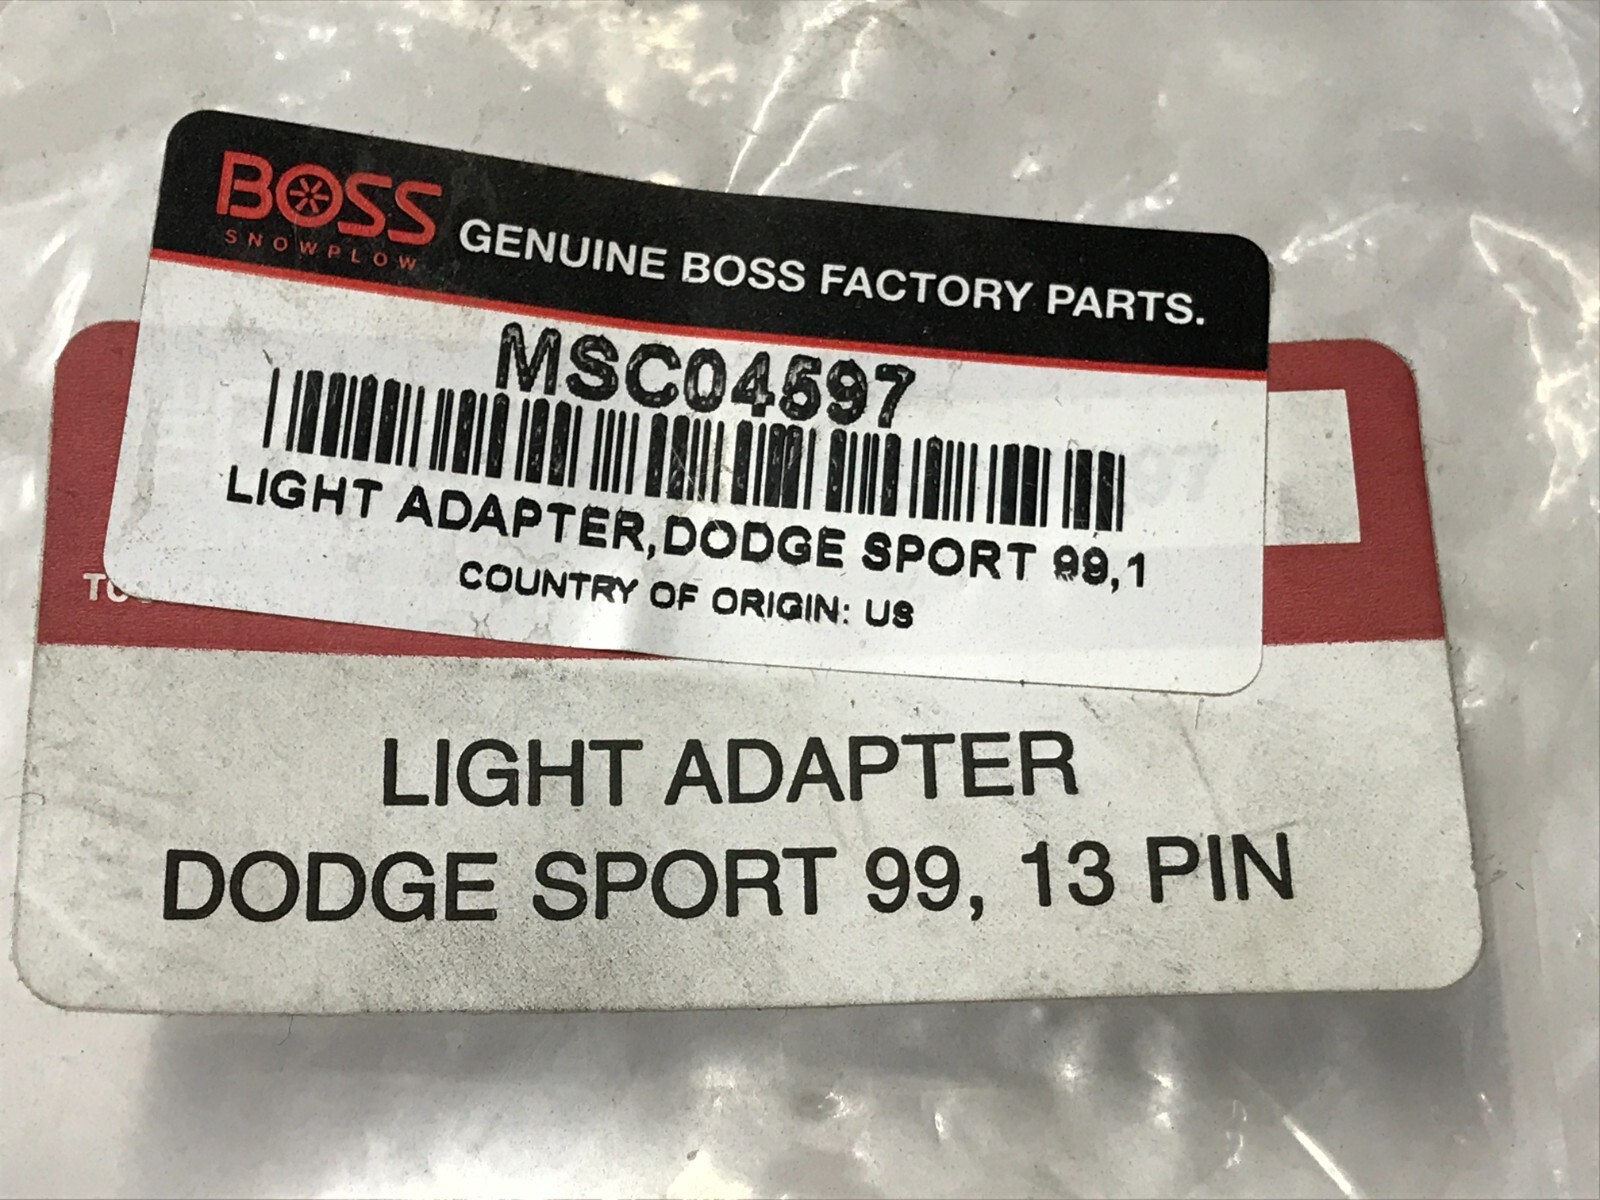 BOSS
SNOWPLOW
GENUINE BOSS FACTORY PARTS.
MSC04597
LIGHT ADAPTER,DODGE SPORT 99,1
COUNTRY OF ORIGIN: US
LIGHT ADAPTER
DODGE SPORT 99, 13 PIN